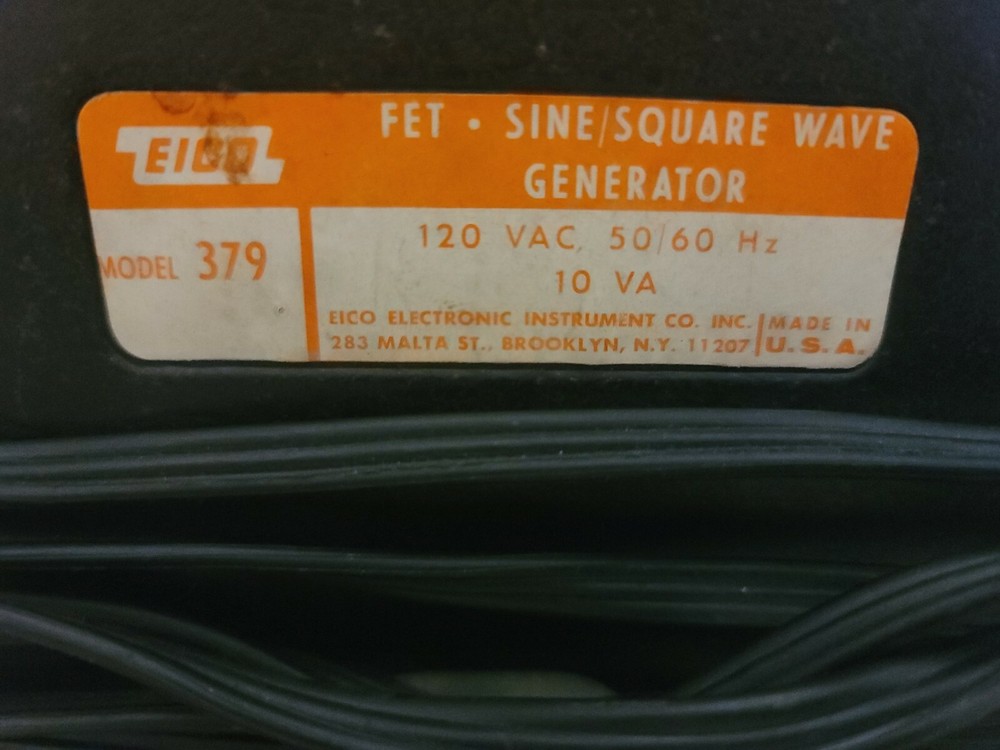 EICO
FET • SINE/SQUARE WAVE
GENERATOR
MODEL 379
120 VAC, 50/60 Hz
10 VA
EICO ELECTRONIC INSTRUMENT CO. INC.
283 MALTA ST., BROOKLYN, N.Y. 11207
MADE IN
U.S.A.